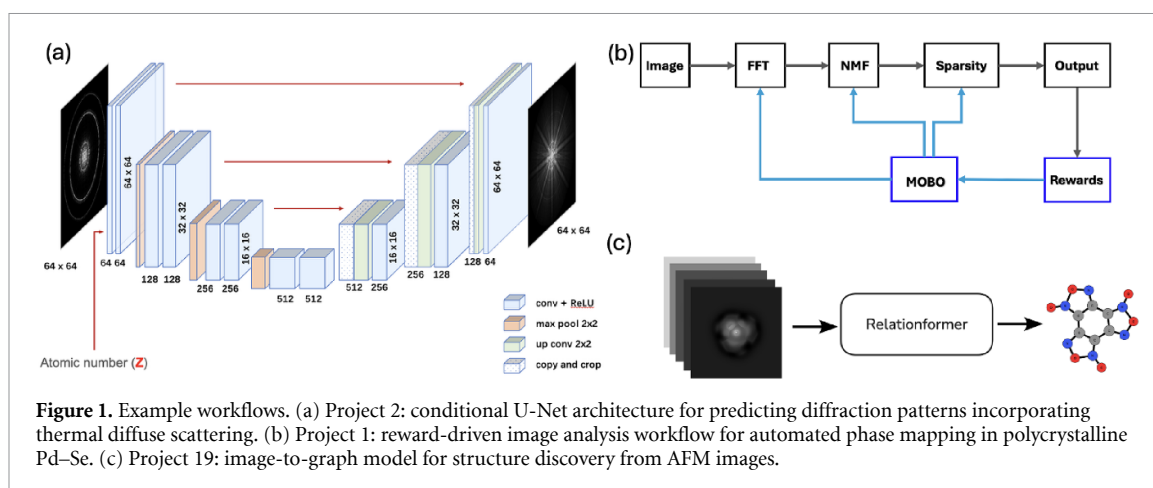 (a)
64 x 64
64 64
64 x 64
128 128
32 x 32
256 256
16 x 16
512 512
512 256
16 x 16
256 128
32 x 32
128 64
64 x 64
64 x 64
Atomic number (Z)
conv + ReLU
max pool 2x2
up conv 2x2
copy and crop
(b)
Image FFT NMF Sparsity Output
MOBO Rewards
(c)
Relationformer
Figure 1. Example workflows. (a) Project 2: conditional U-Net architecture for predicting diffraction patterns incorporating
thermal diffuse scattering. (b) Project 1: reward-driven image analysis workflow for automated phase mapping in polycrystalline
Pd–Se. (c) Project 19: image-to-graph model for structure discovery from AFM images.